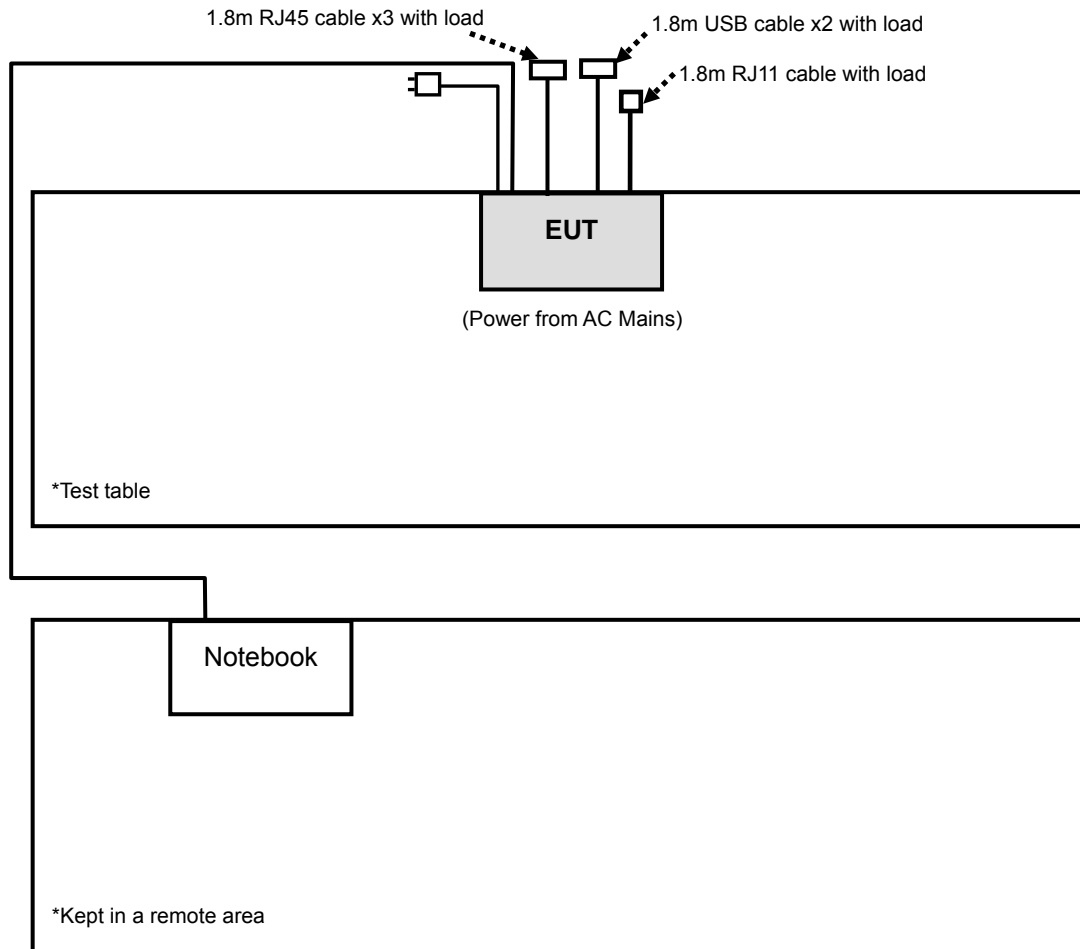 1.8m RJ45 cable x3 with load
1.8m USB cable x2 with load
1.8m RJ11 cable with load
EUT
(Power from AC Mains)
*Test table
Notebook
*Kept in a remote area